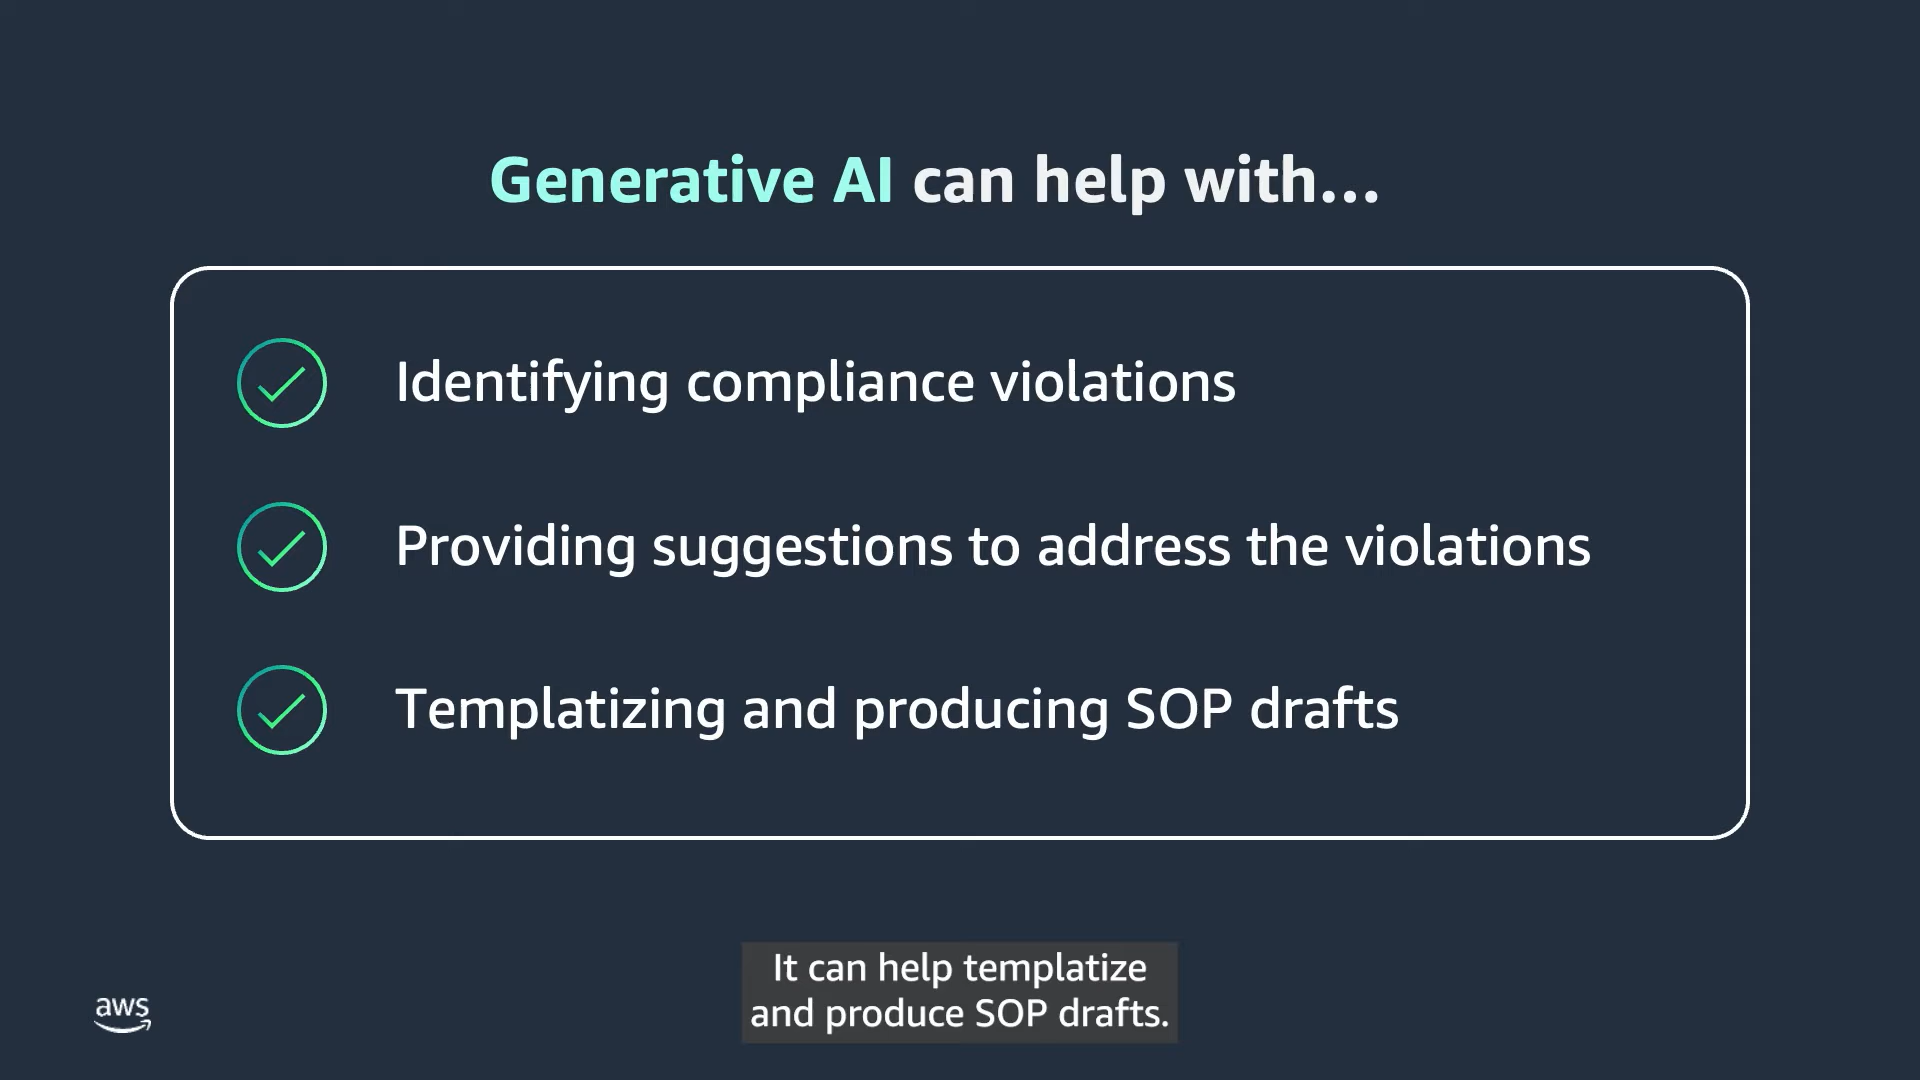 Generative AI can help with...
Identifying compliance violations
Providing suggestions to address the violations
Templatizing and producing SOP drafts
It can help templatize
and produce SOP drafts.
aws